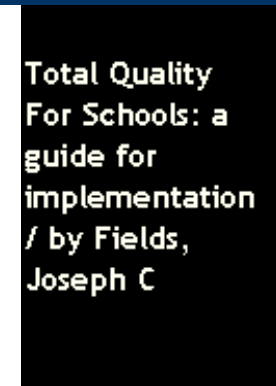 Total Quality
For Schools: a
guide for
implementation
/ by Fields,
Joseph C